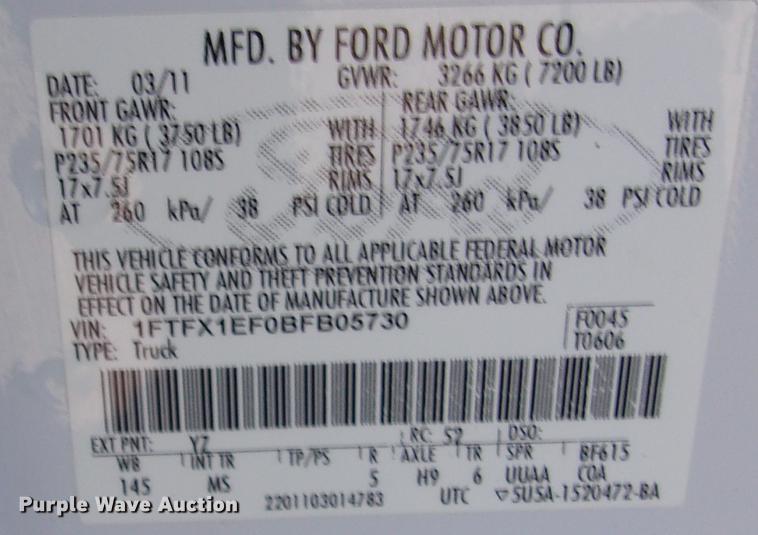 MFD. BY FORD MOTOR CO.
DATE: 03/11 GVWR: 3266 KG ( 7200 LB)
FRONT GAWR: REAR GAWR:
1701 KG ( 3750 LB) WITH 1746 KG ( 3850 LB) WITH
P235/75R17 108S TIRES P235/75R17 108S TIRES
17x7.5J RIMS 17x7.5J RIMS
AT 260 kPa/ 38 PSI COLD AT 260 kPa/ 38 PSI COLD
THIS VEHICLE CONFORMS TO ALL APPLICABLE FEDERAL MOTOR
VEHICLE SAFETY AND THEFT PREVENTION STANDARDS IN
EFFECT ON THE DATE OF MANUFACTURE SHOWN ABOVE.
VIN: 1FTFX1EF0BFB05730 F0045
TYPE: Truck T0606
EXT PNT: YZ RC: 52 DSO:
WB INT TR TP/PS R AXLE TR SPR BF615
145 MS 5 H9 6 UUAA COA
2201103014783 UTC ▽5U5A-1520472-BA
Purple Wave Auction